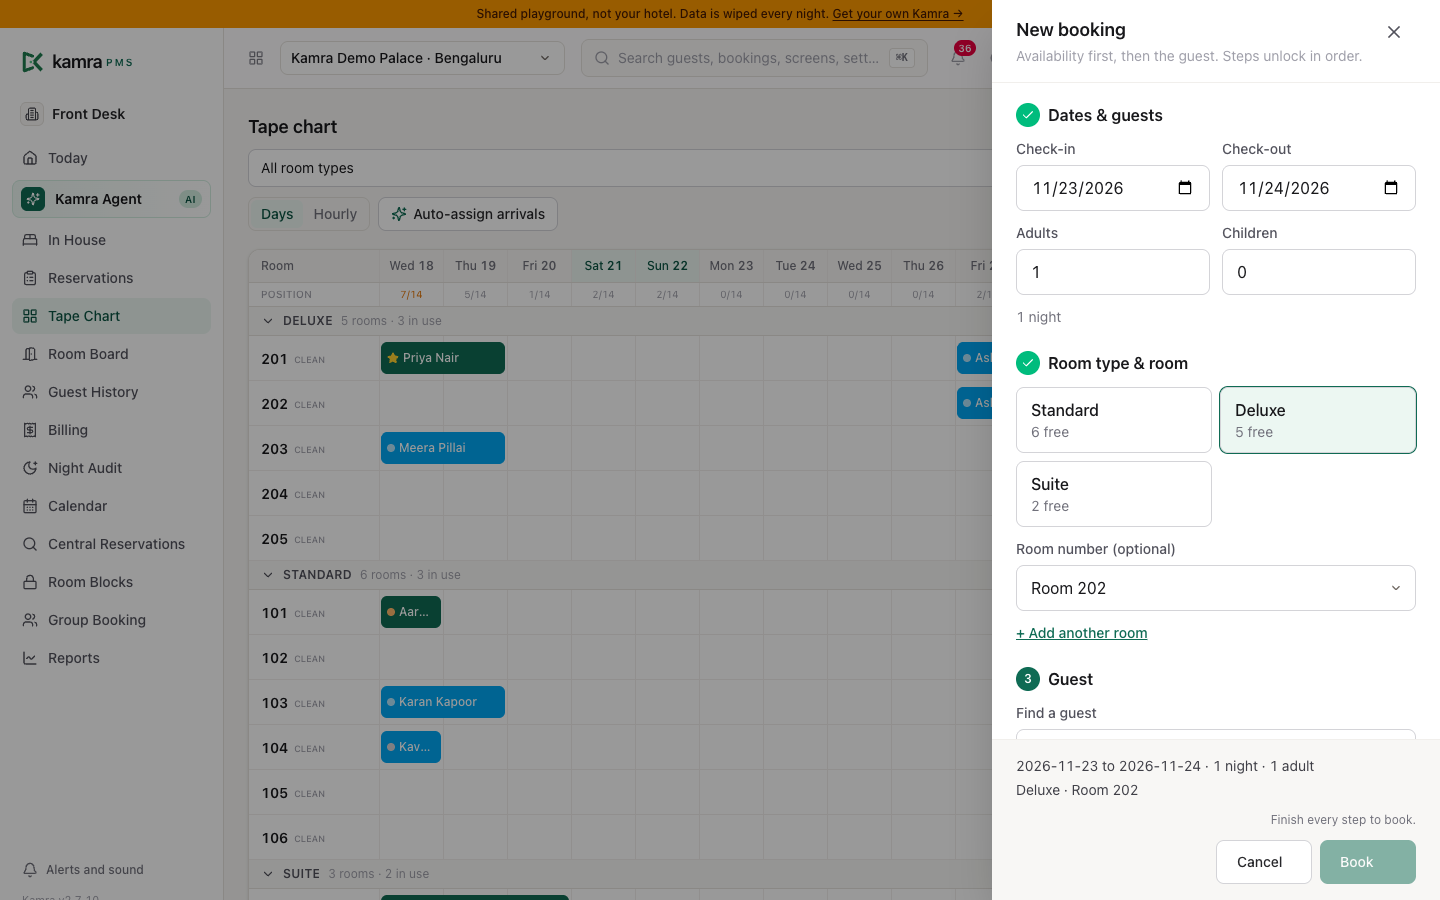 Shared playground, not your hotel. Data is wiped every night. Get your own Kamra →
kamra PMS
Front Desk
Today
Kamra Agent AI
In House
Reservations
Tape Chart
Room Board
Guest History
Billing
Night Audit
Calendar
Central Reservations
Room Blocks
Group Booking
Reports
Alerts and sound
Kamra v2.7.10
Kamra Demo Palace · Bengaluru
Search guests, bookings, screens, sett... ⌘K
36
Tape chart
All room types
Days Hourly Auto-assign arrivals
Room Wed 18 Thu 19 Fri 20 Sat 21 Sun 22 Mon 23 Tue 24 Wed 25 Thu 26 Fri
POSITION 7/14 5/14 1/14 2/14 2/14 0/14 0/14 0/14 0/14 2/1
DELUXE 5 rooms · 3 in use
201 CLEAN Priya Nair
202 CLEAN
203 CLEAN Meera Pillai
204 CLEAN
205 CLEAN
STANDARD 6 rooms · 3 in use
101 CLEAN Aar...
102 CLEAN
103 CLEAN Karan Kapoor
104 CLEAN Kav...
105 CLEAN
106 CLEAN
SUITE 3 rooms · 2 in use
New booking
Availability first, then the guest. Steps unlock in order.
Dates & guests
Check-in Check-out
11/23/2026 11/24/2026
Adults Children
1 0
1 night
Room type & room
Standard
6 free
Deluxe
5 free
Suite
2 free
Room number (optional)
Room 202
+ Add another room
3 Guest
Find a guest
2026-11-23 to 2026-11-24 · 1 night · 1 adult
Deluxe · Room 202
Finish every step to book.
Cancel Book